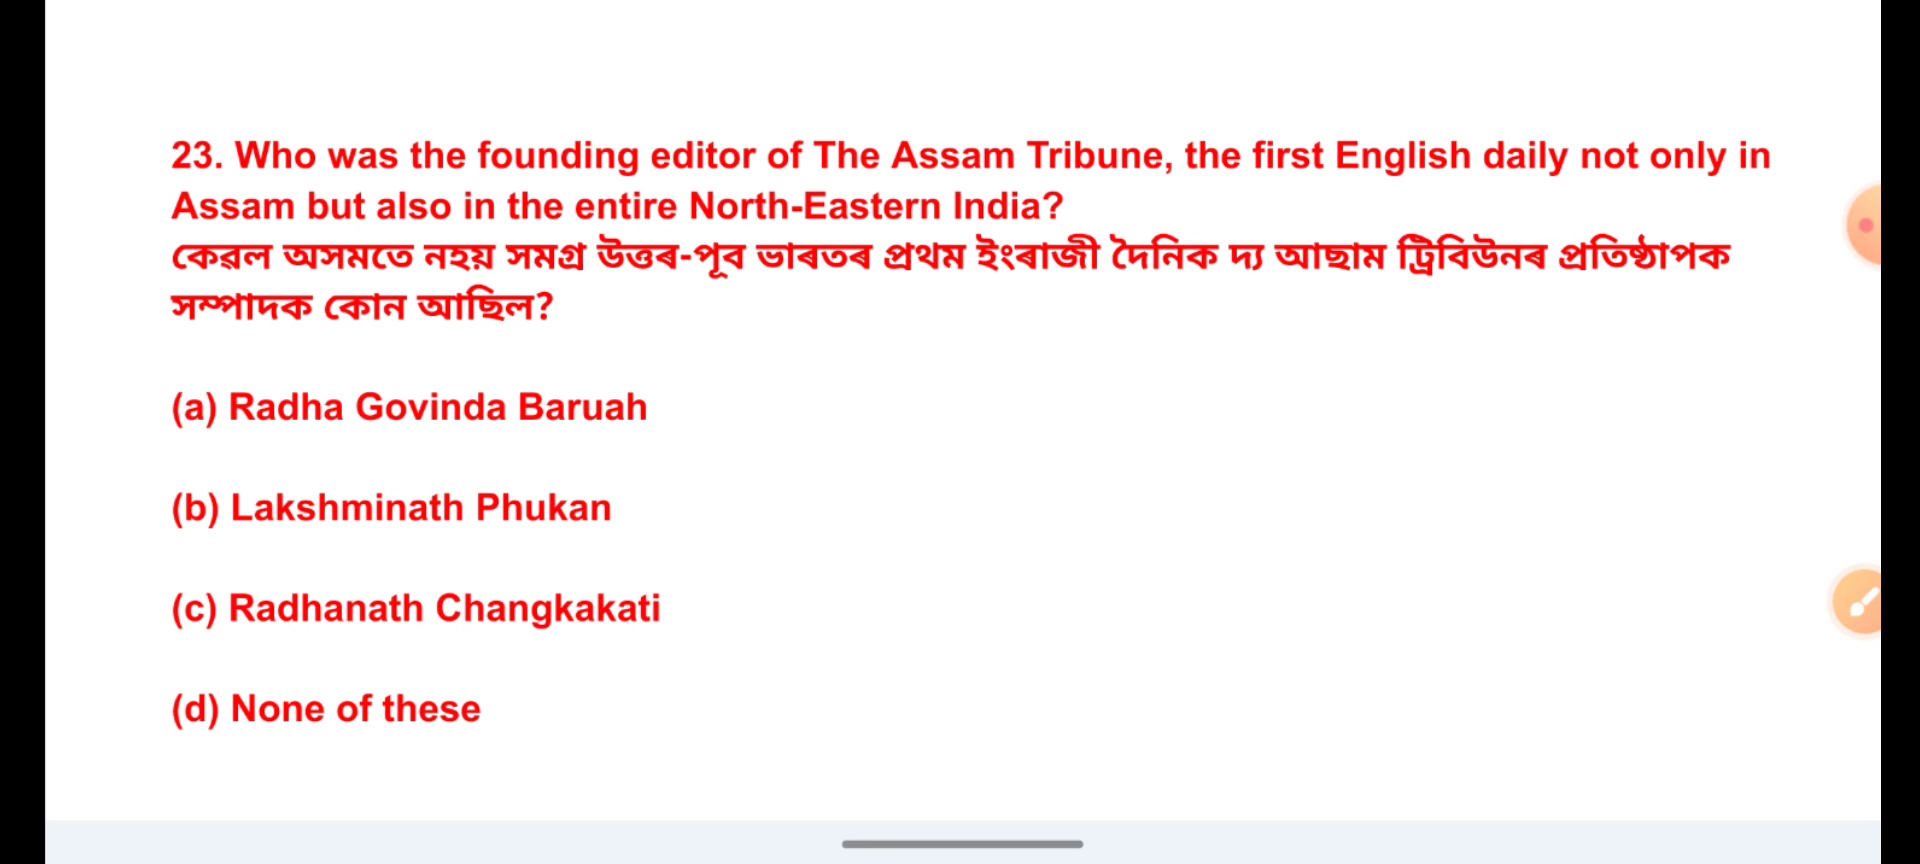 23. Who was the founding editor of The Assam Tribune, the first English daily not only in
Assam but also in the entire North-Eastern India?
কেৱল অসমতে নহয় সমগ্ৰ উত্তৰ-পূব ভাৰতৰ প্ৰথম ইংৰাজী দৈনিক দ্য আছাম ট্ৰিবিউনৰ প্ৰতিষ্ঠাপক
সম্পাদক কোন আছিল?
(a) Radha Govinda Baruah
(b) Lakshminath Phukan
(c) Radhanath Changkakati
(d) None of these